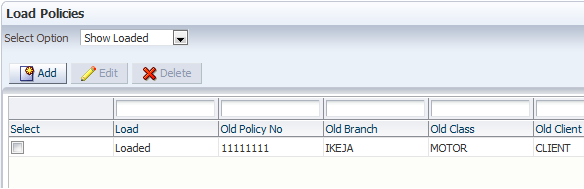 Load Policies
Select Option Show Loaded
Add Edit Delete
Select Load Old Policy No Old Branch Old Class Old Client
Loaded 11111111 IKEJA MOTOR CLIENT